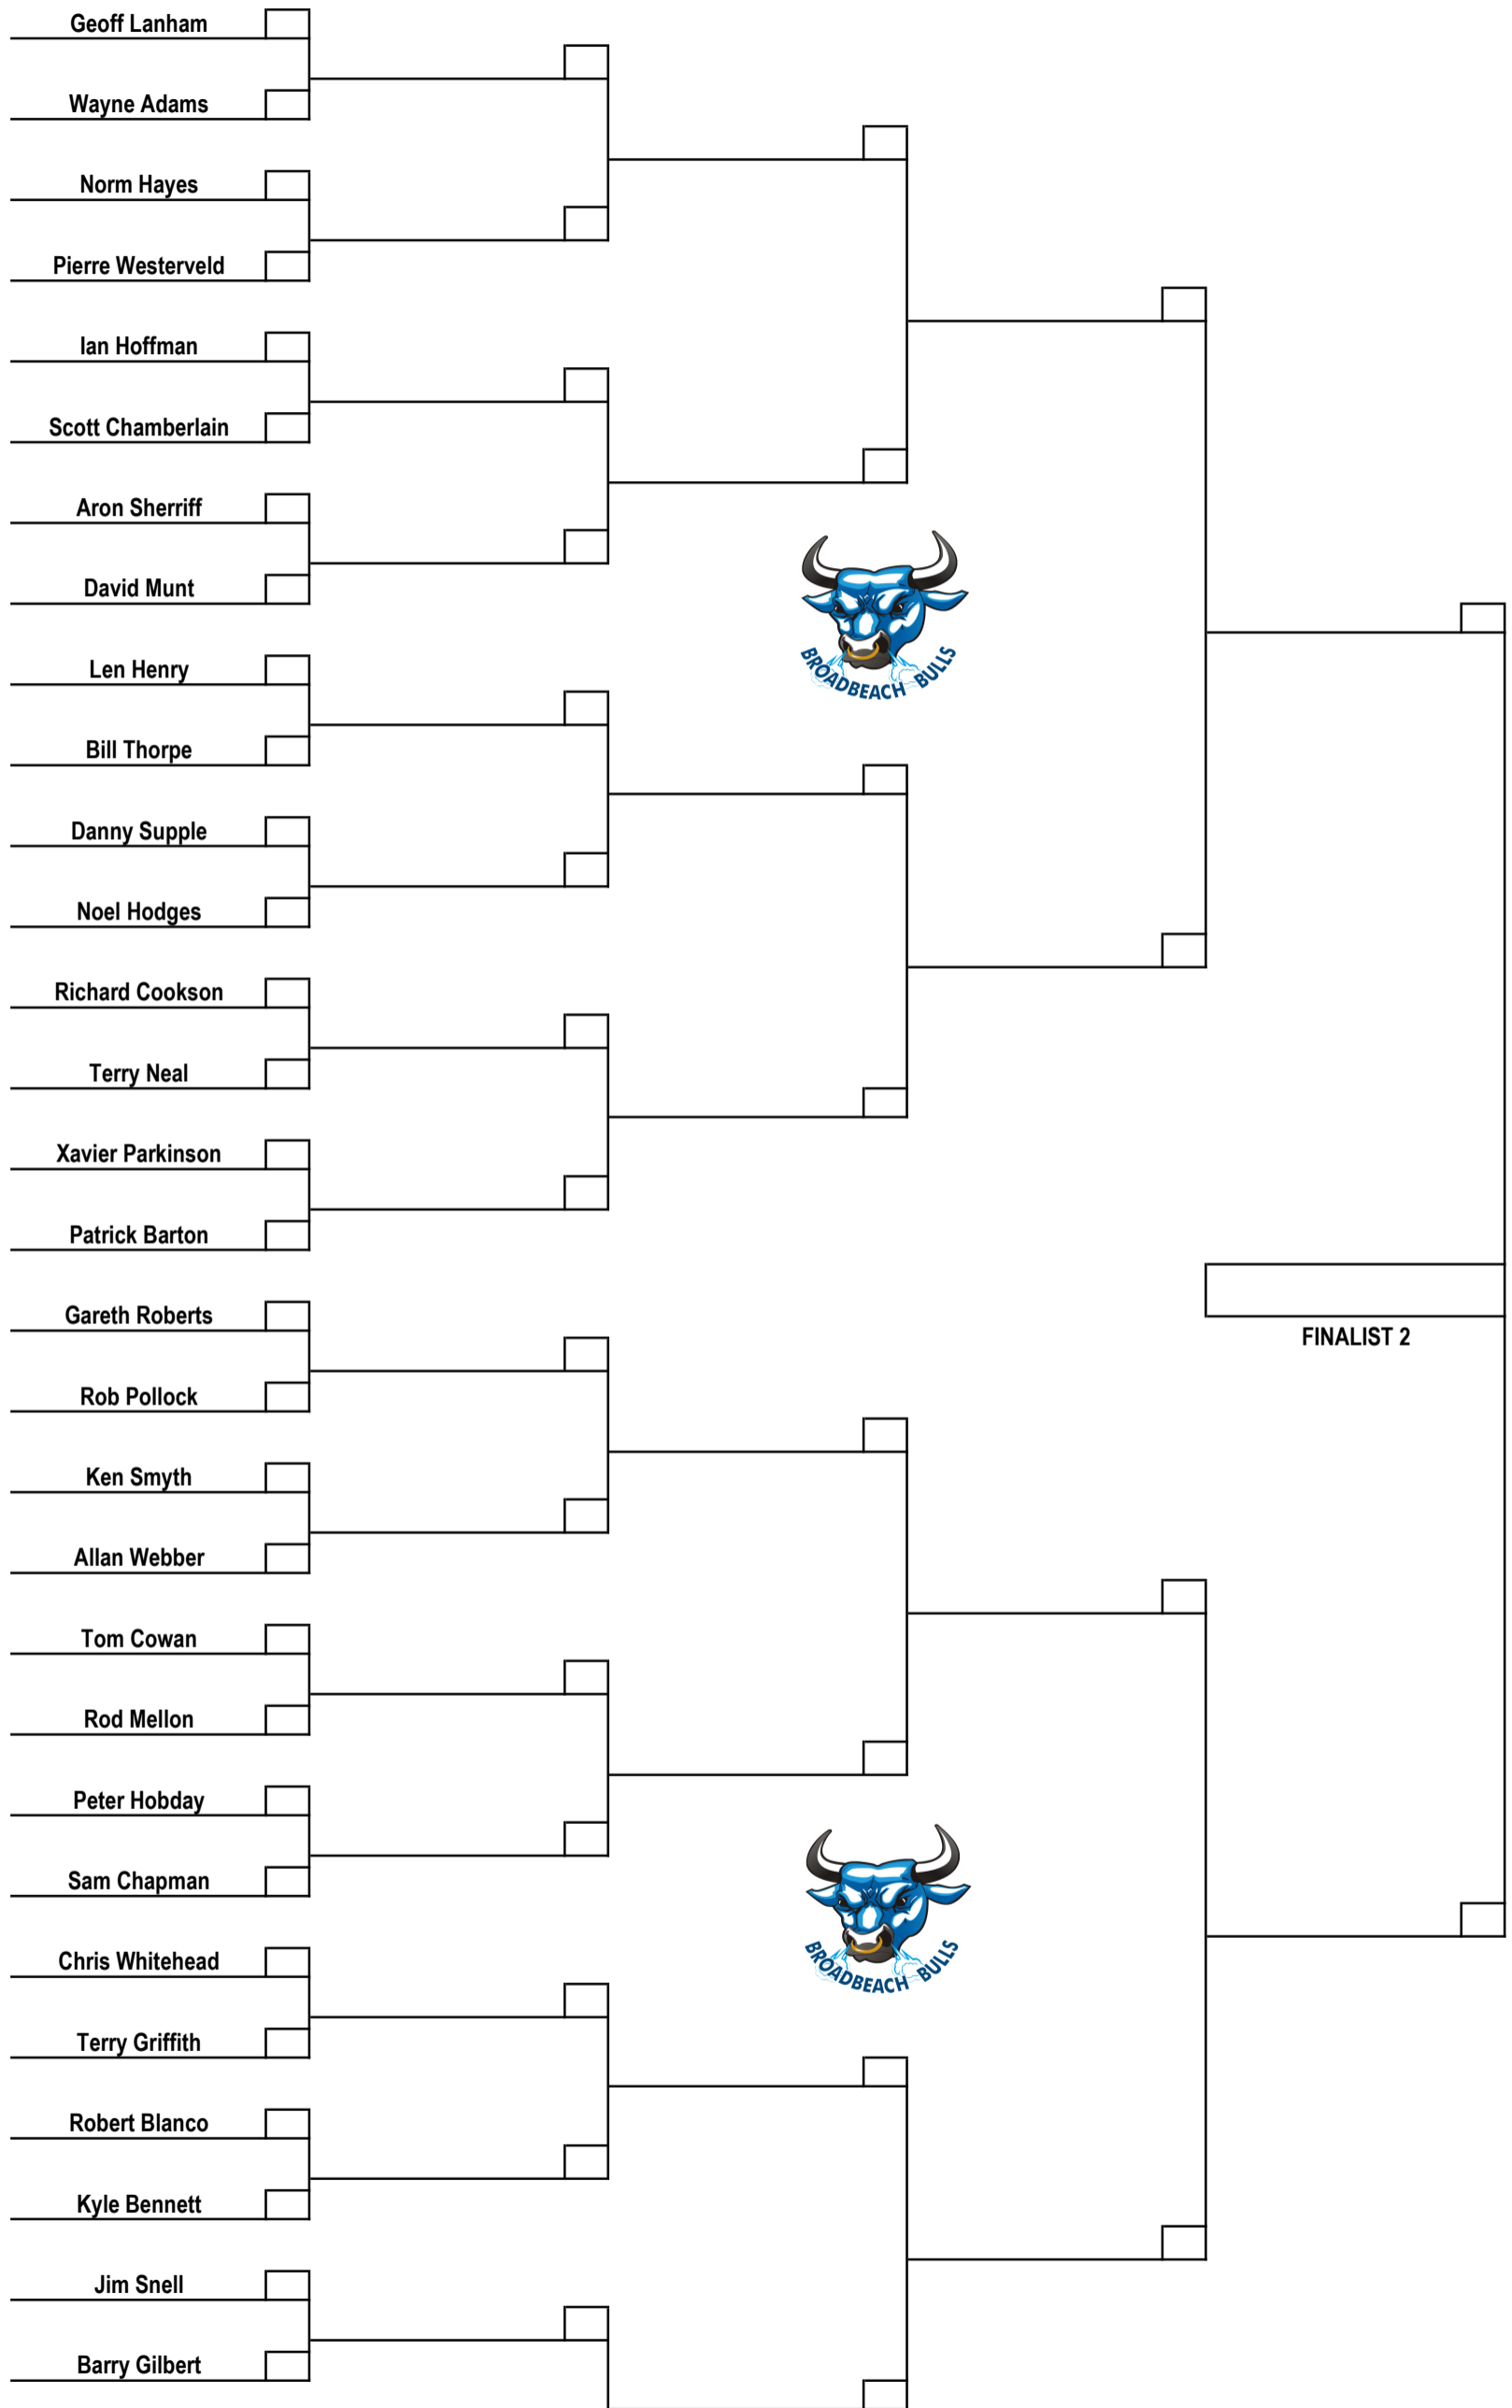 Geoff Lanham
Wayne Adams
Norm Hayes
Pierre Westerveld
Ian Hoffman
Scott Chamberlain
Aron Sherriff
David Munt
BROADBEACH BULLS
Len Henry
Bill Thorpe
Danny Supple
Noel Hodges
Richard Cookson
Terry Neal
Xavier Parkinson
Patrick Barton
Gareth Roberts
FINALIST 2
Rob Pollock
Ken Smyth
Allan Webber
Tom Cowan
Rod Mellon
Peter Hobday
Sam Chapman
Chris Whitehead
BROADBEACH BULLS
Terry Griffith
Robert Blanco
Kyle Bennett
Jim Snell
Barry Gilbert